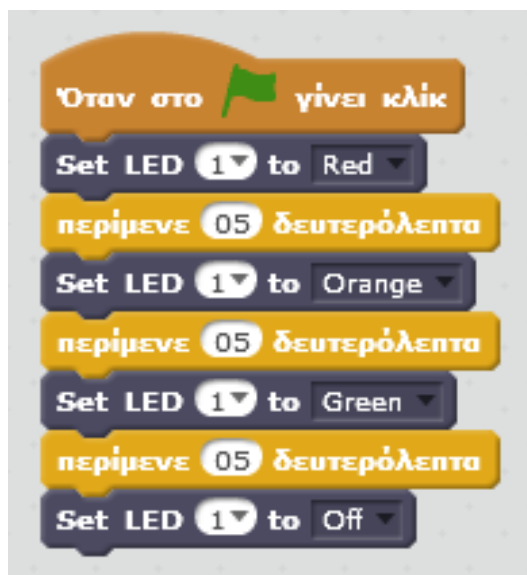 Όταν στο γίνει κλίκ
Set LED 1 to Red
περίμενε 05 δευτερόλεπτα
Set LED 1 to Orange
περίμενε 05 δευτερόλεπτα
Set LED 1 to Green
περίμενε 05 δευτερόλεπτα
Set LED 1 to Off